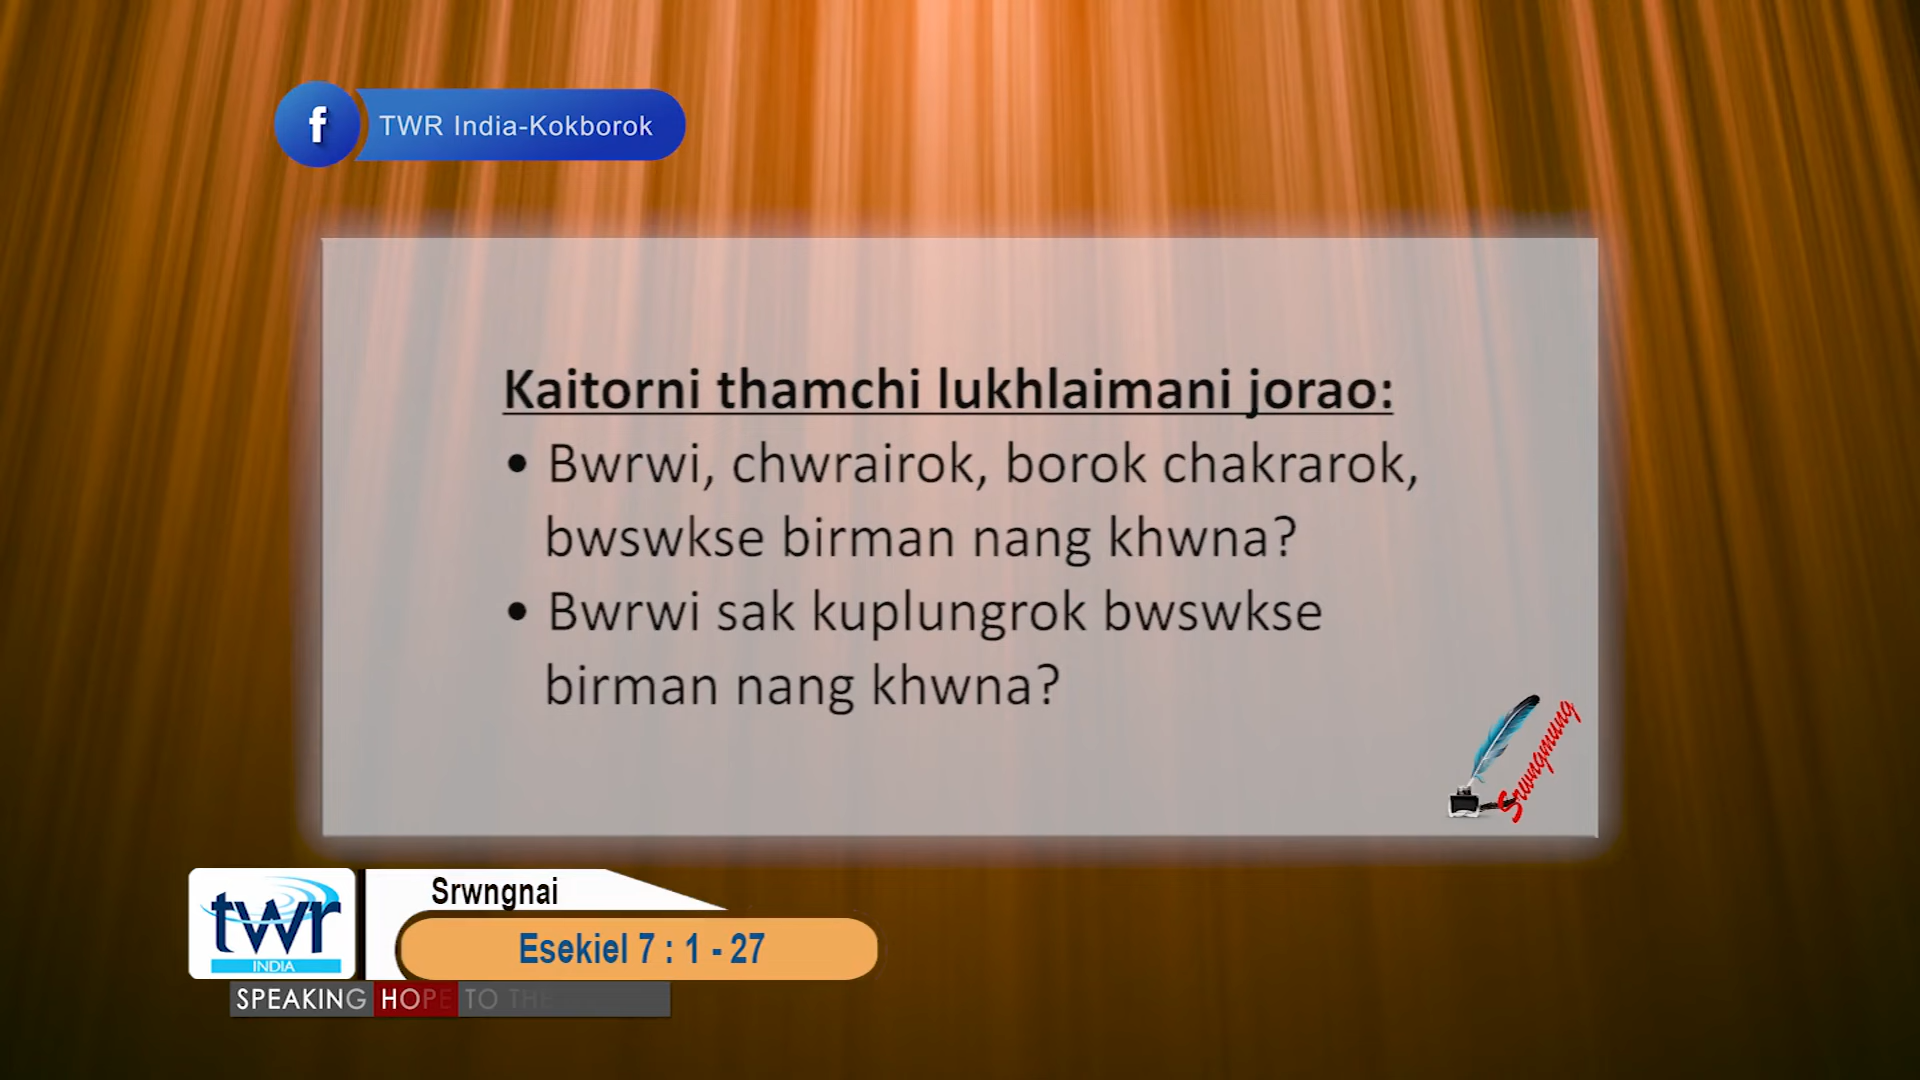 f TWR India-Kokborok
Kaitorni thamchi lukhlaimani jorao:
• Bwrwi, chwrairok, borok chakrarok,
bwswkse birman nang khwna?
• Bwrwi sak kuplungrok bwswkse
birman nang khwna?
Srwngmung
twr
INDIA
Srwngnai
Esekiel 7 : 1 - 27
SPEAKING HOPE TO THE